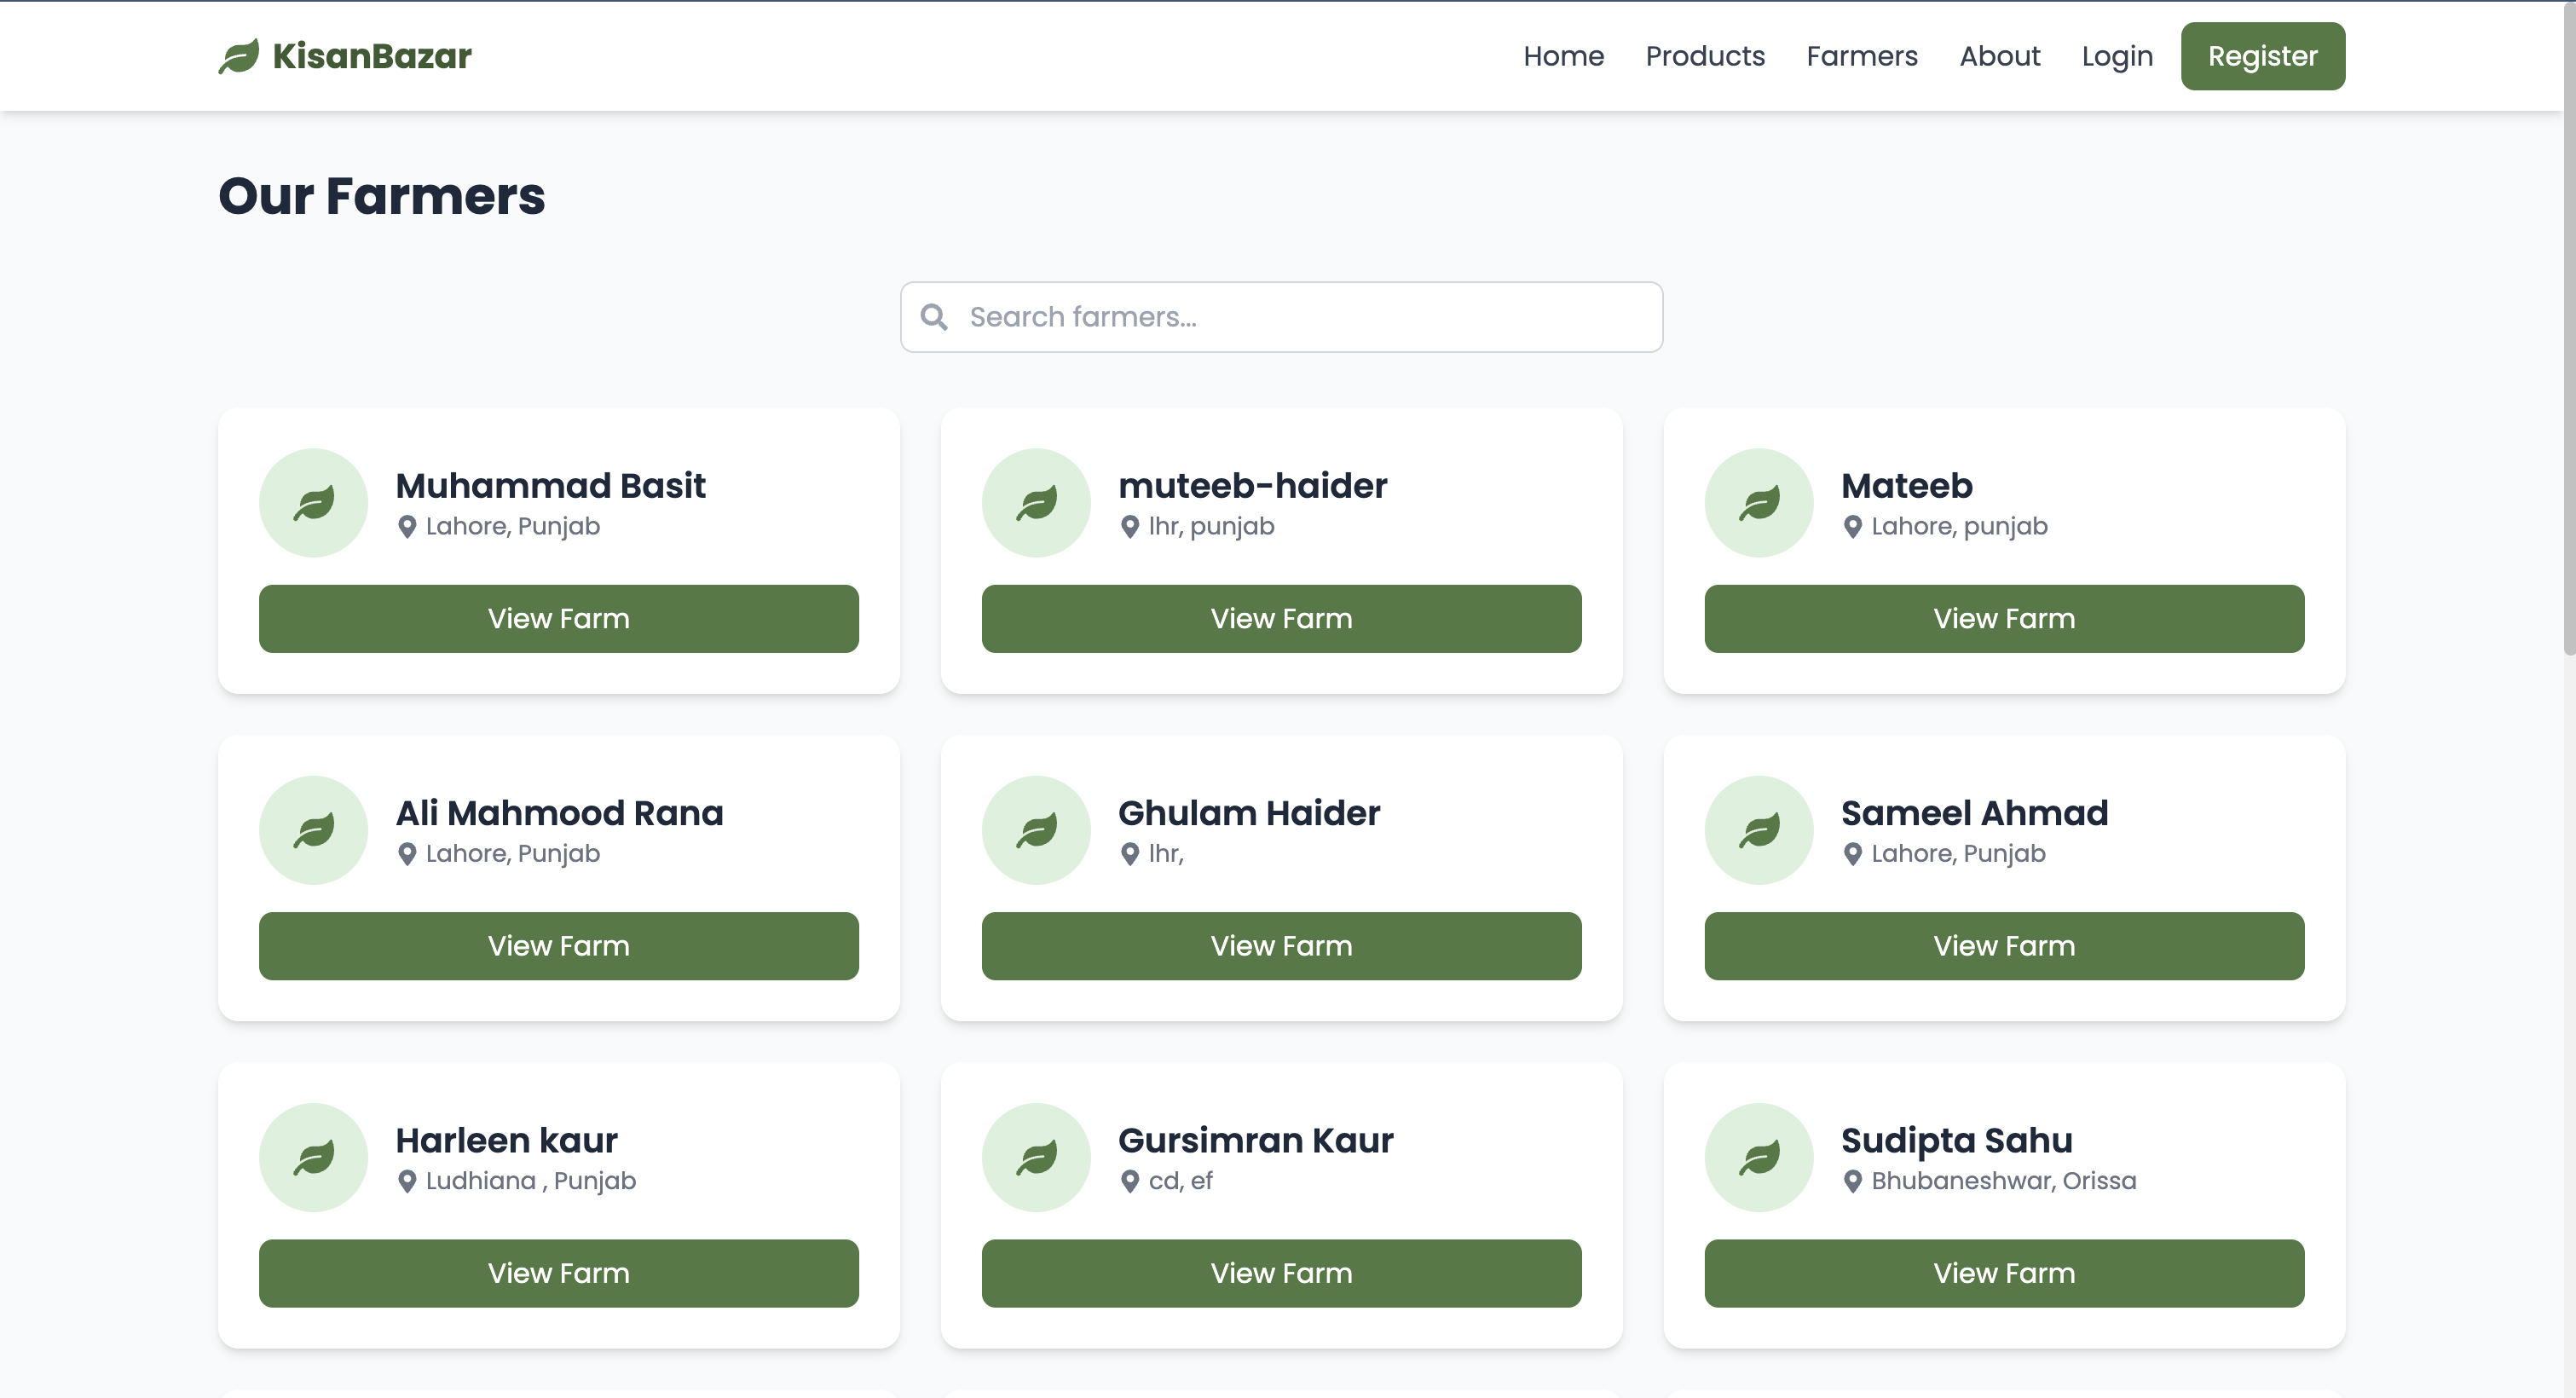 KisanBazar
Home Products Farmers About Login Register
Our Farmers
Search farmers...
Muhammad Basit
Lahore, Punjab
View Farm
muteeb-haider
lhr, punjab
View Farm
Mateeb
Lahore, punjab
View Farm
Ali Mahmood Rana
Lahore, Punjab
View Farm
Ghulam Haider
lhr,
View Farm
Sameel Ahmad
Lahore, Punjab
View Farm
Harleen kaur
Ludhiana , Punjab
View Farm
Gursimran Kaur
cd, ef
View Farm
Sudipta Sahu
Bhubaneshwar, Orissa
View Farm